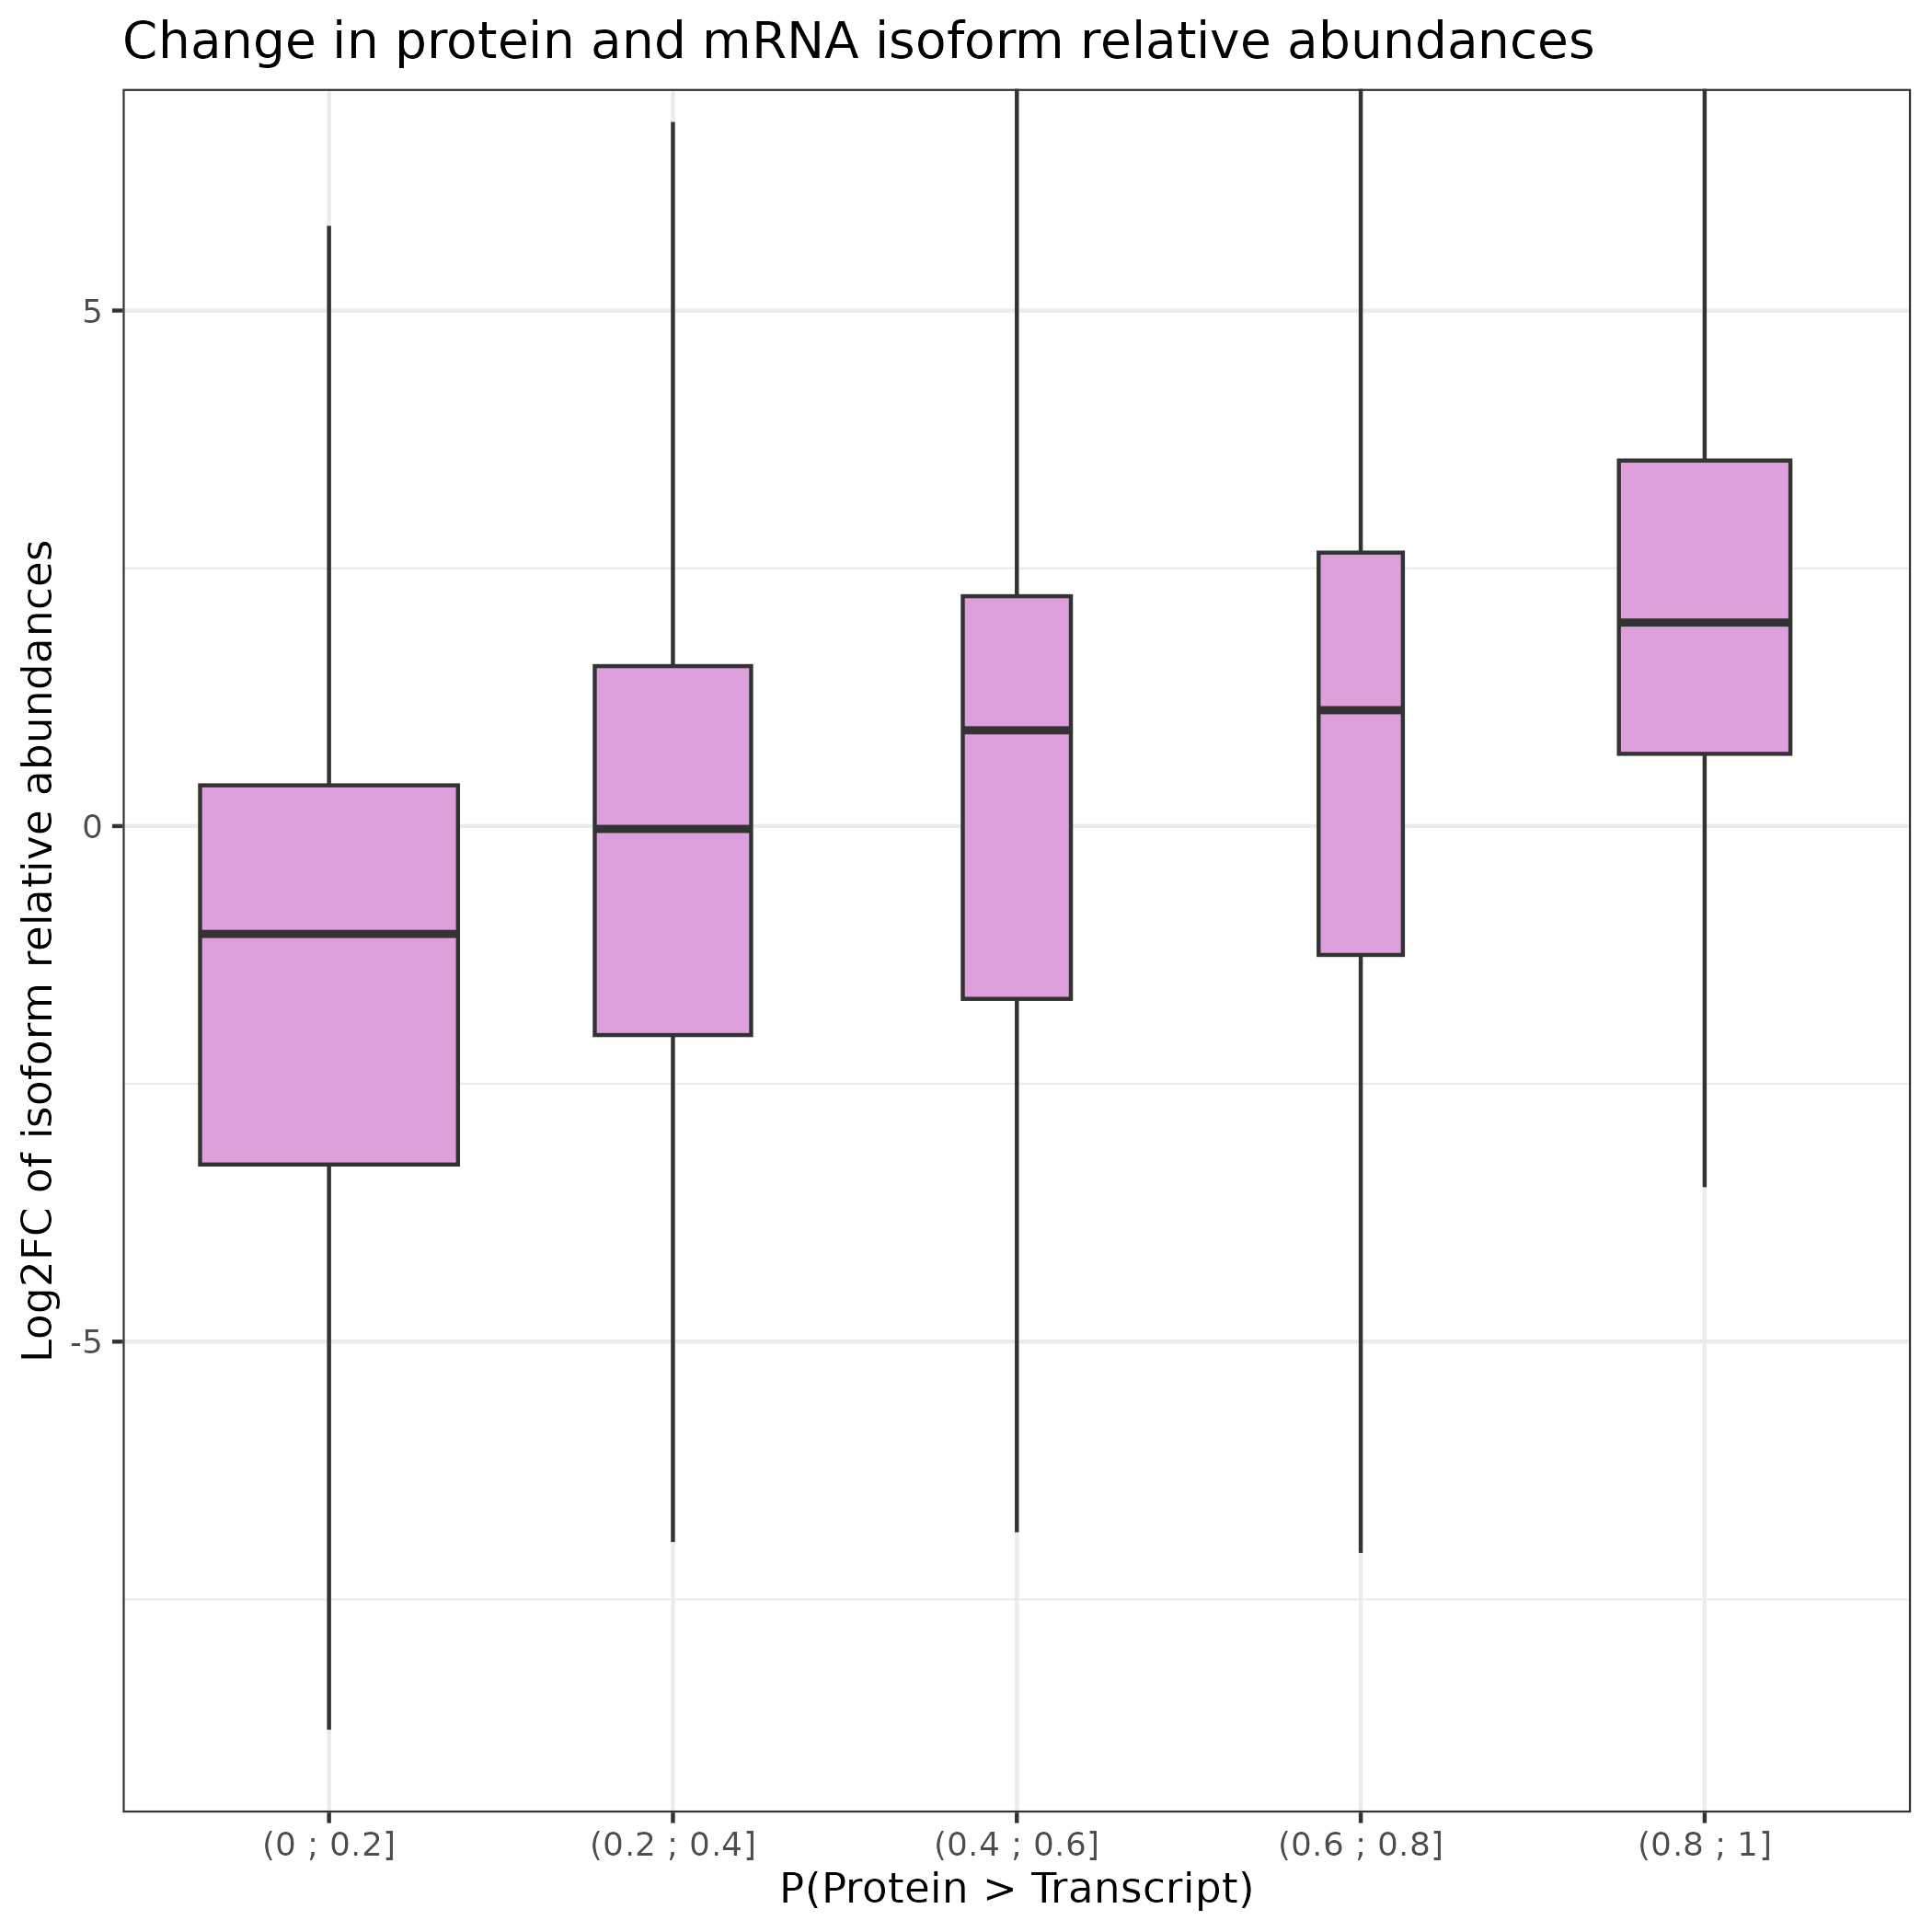 Change in protein and mRNA isoform relative abundances
Log2FC of isoform relative abundances
5
0
-5
(0 ; 0.2]
(0.2 ; 0.4]
(0.4 ; 0.6]
(0.6 ; 0.8]
(0.8 ; 1]
P(Protein > Transcript)